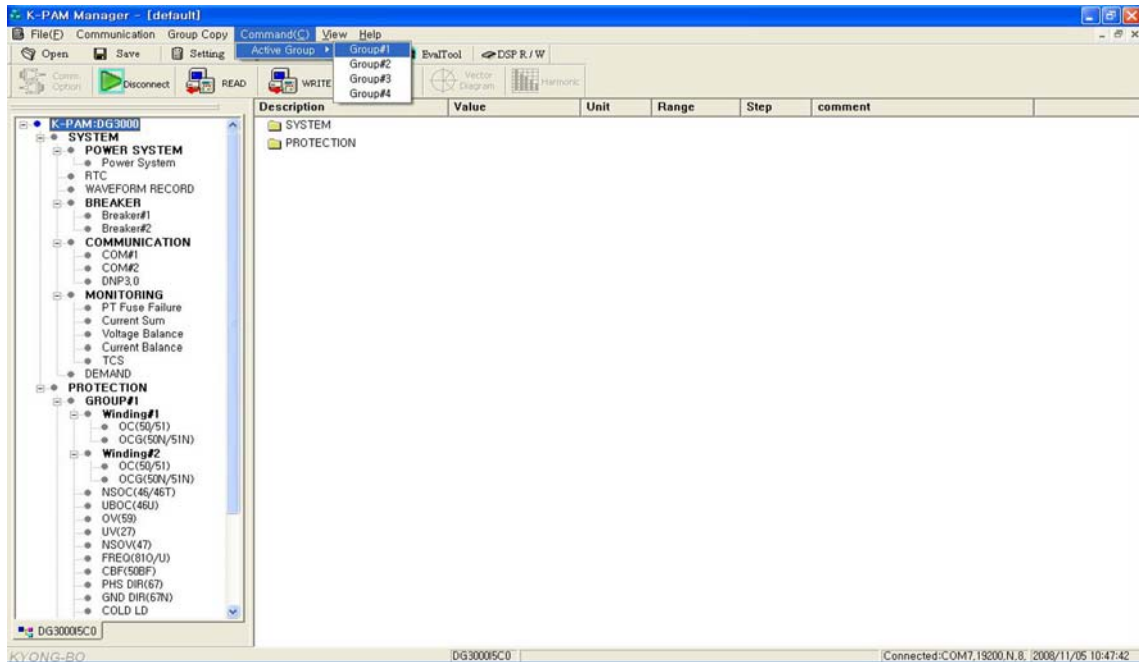 K-PAM Manager - [default]
File(F) Communication Group Copy Command(C) View Help
Active Group
Group#1
Group#2
Group#3
Group#4
Open Save Setting EvalTool DSP R / W
Comm. Option Disconnect READ WRITE Vector Diagram Harmonic
Description Value Unit Range Step comment
SYSTEM
PROTECTION
K-PAM:DG3000
SYSTEM
POWER SYSTEM
Power System
RTC
WAVEFORM RECORD
BREAKER
Breaker#1
Breaker#2
COMMUNICATION
COM#1
COM#2
DNP3,0
MONITORING
PT Fuse Failure
Current Sum
Voltage Balance
Current Balance
TCS
DEMAND
PROTECTION
GROUP#1
Winding#1
OC(50/51)
OCG(50N/51N)
Winding#2
OC(50/51)
OCG(50N/51N)
NSOC(46/46T)
UBOC(46U)
OV(59)
UV(27)
NSOV(47)
FREQ(81O/U)
CBF(50BF)
PHS DIR(67)
GND DIR(67N)
COLD LD
DG3000I5C0
KYONG-BO DG3000I5C0 Connected:COM7,19200,N,8, 2008/11/05 10:47:42